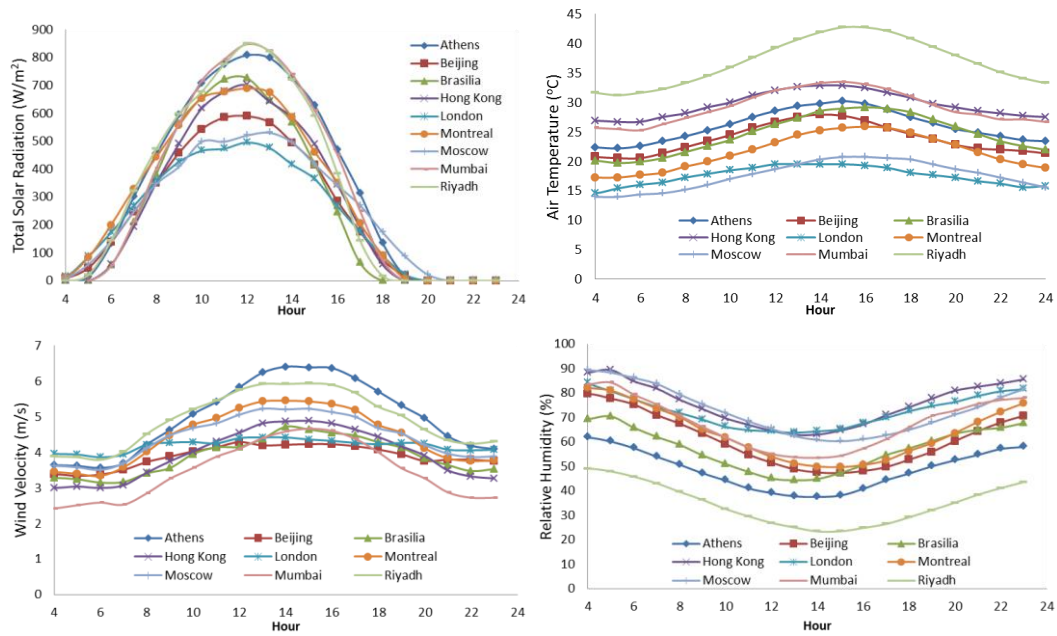 Total Solar Radiation (W/m²)
900
800
700
600
500
400
300
200
100
0
4 6 8 10 12 14 16 18 20 22 24
Hour
Athens
Beijing
Brasilia
Hong Kong
London
Montreal
Moscow
Mumbai
Riyadh
Air Temperature (°C)
45
40
35
30
25
20
15
10
5
0
Athens Beijing Brasilia
Hong Kong London Montreal
Moscow Mumbai Riyadh
4 6 8 10 12 14 16 18 20 22 24
Hour
Wind Velocity (m/s)
7
6
5
4
3
2
1
0
Athens Beijing Brasilia
Hong Kong London Montreal
Moscow Mumbai Riyadh
4 6 8 10 12 14 16 18 20 22 24
Hour
Relative Humidity (%)
100
90
80
70
60
50
40
30
20
10
0
Athens Beijing Brasilia
Hong Kong London Montreal
Moscow Mumbai Riyadh
4 6 8 10 12 14 16 18 20 22 24
Hour